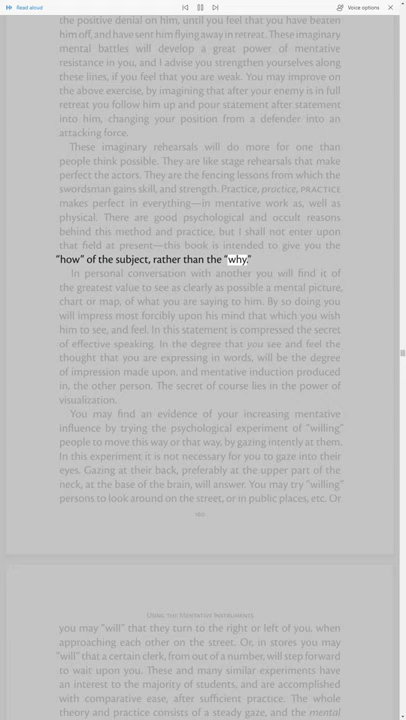 Read aloud
Voice options
the positive denial on him, until you feel that you have beaten
him off, and have sent him flying away in retreat. These imaginary
mental battles will develop a great power of mentative
resistance in you, and I advise you strengthen yourselves along
these lines, if you feel that you are weak. You may improve on
the above exercise, by imagining that after your enemy is in full
retreat you follow him up and pour statement after statement
into him, changing your position from a defender into an
attacking force.
These imaginary rehearsals will do more for one than
people think possible. They are like stage rehearsals that make
perfect the actors. They are the fencing lessons from which the
swordsman gains skill, and strength. Practice, practice, PRACTICE
makes perfect in everything—in mentative work, as well as
physical. There are good psychological and occult reasons
behind this method and practice, but I shall not enter upon
that field at present—this book is intended to give you the
“how” of the subject, rather than the “why.”
In personal conversation with another you will find it of
the greatest value to see as clearly as possible a mental picture,
chart or map, of what you are saying to him. By so doing you
will impress most forcibly upon his mind that which you wish
him to see, and feel. In this statement is compressed the secret
of effective speaking. In the degree that you see and feel the
thought that you are expressing in words, will be the degree
of impression made upon, and mentative induction produced
in, the other person. The secret of course lies in the power of
visualization.
You may find an evidence of your increasing mentative
influence by trying the psychological experiment of “willing”
people to move this way or that way, by gazing intently at them.
In this experiment it is not necessary for you to gaze into their
eyes. Gazing at their back, preferably at the upper part of the
neck, at the base of the brain, will answer. You may try “willing”
persons to look around on the street, or in public places, etc. Or
160
Using the Mentative Instruments
you may “will” that they turn to the right or left of you, when
approaching each other on the street. Or, in stores you may
“will” that a certain clerk, from out of a number, will step forward
to wait upon you. These and many similar experiments have
an interest to the majority of students, and are accomplished
with comparative ease, after sufficient practice. The whole
theory and practice consists of a steady gaze, and the mental